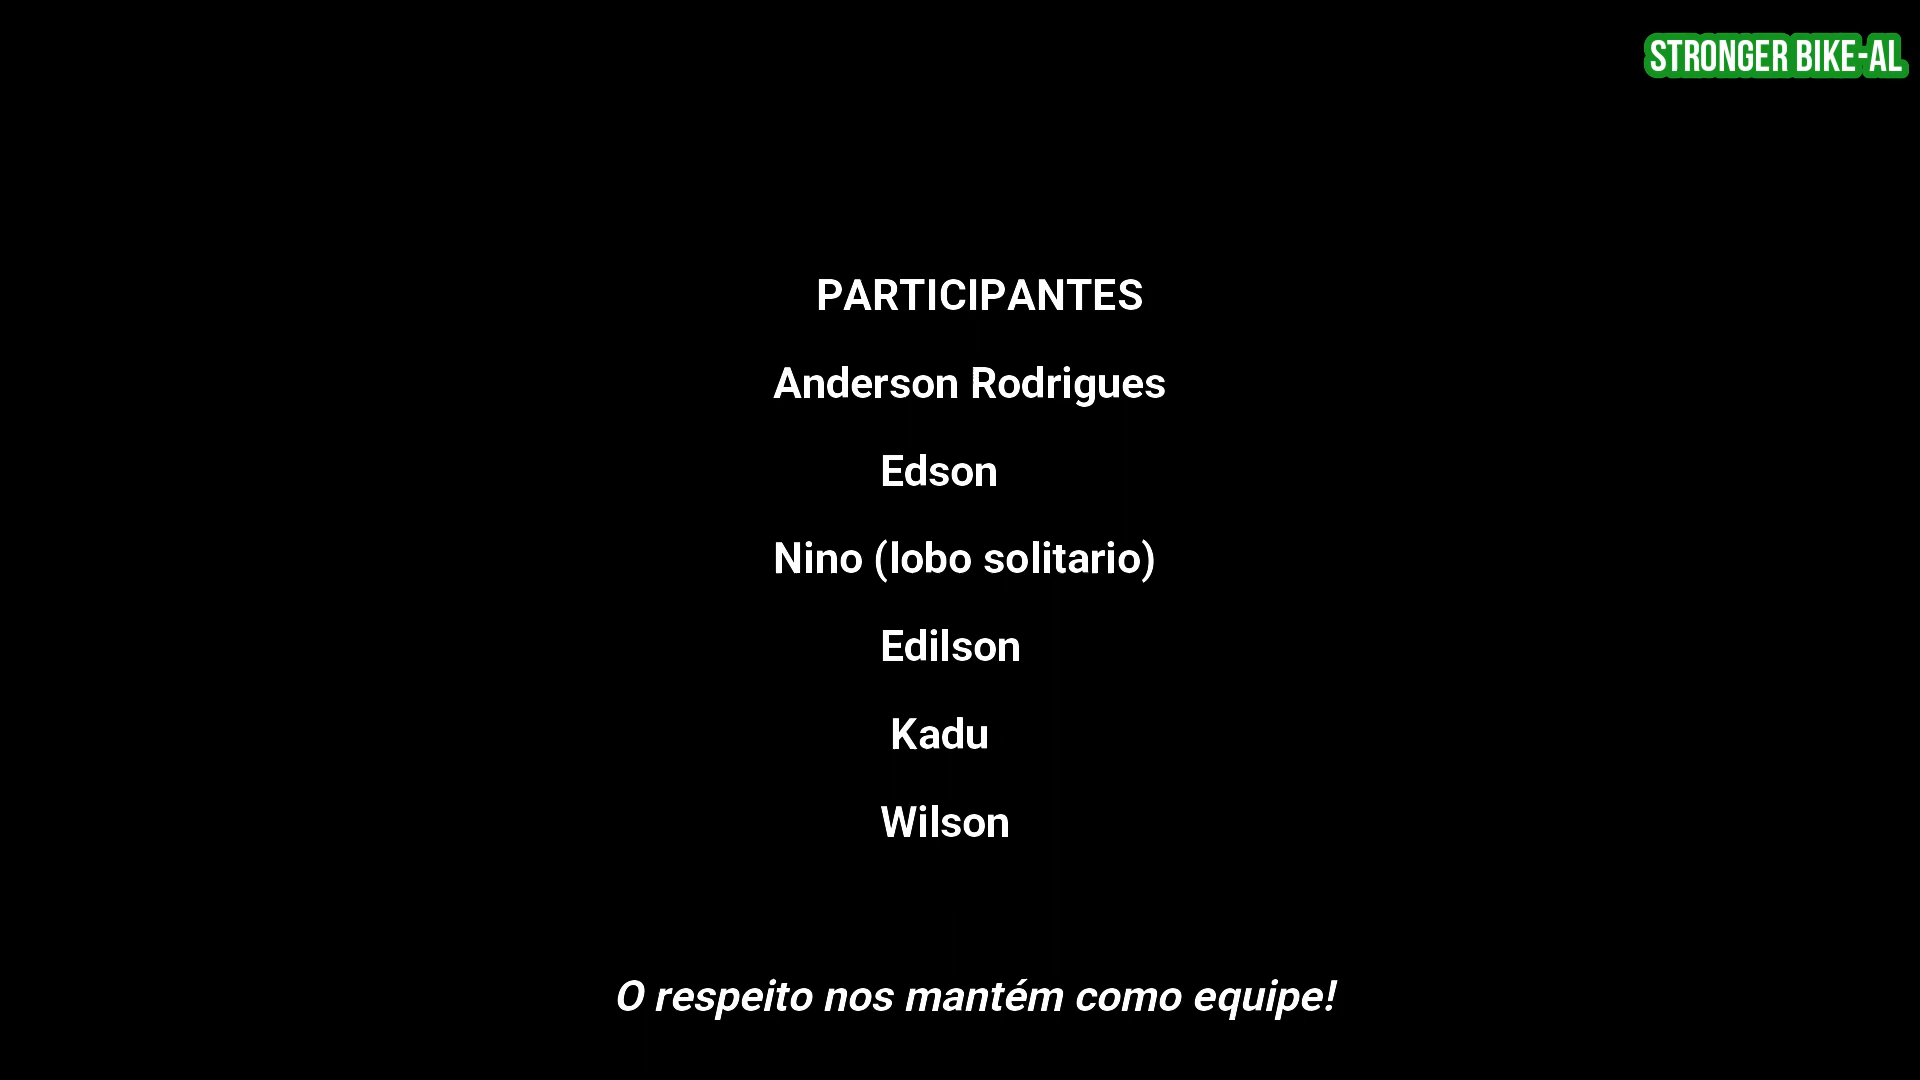 STRONGER BIKE-AL
PARTICIPANTES
Anderson Rodrigues
Edson
Nino (lobo solitario)
Edilson
Kadu
Wilson
O respeito nos mantém como equipe!